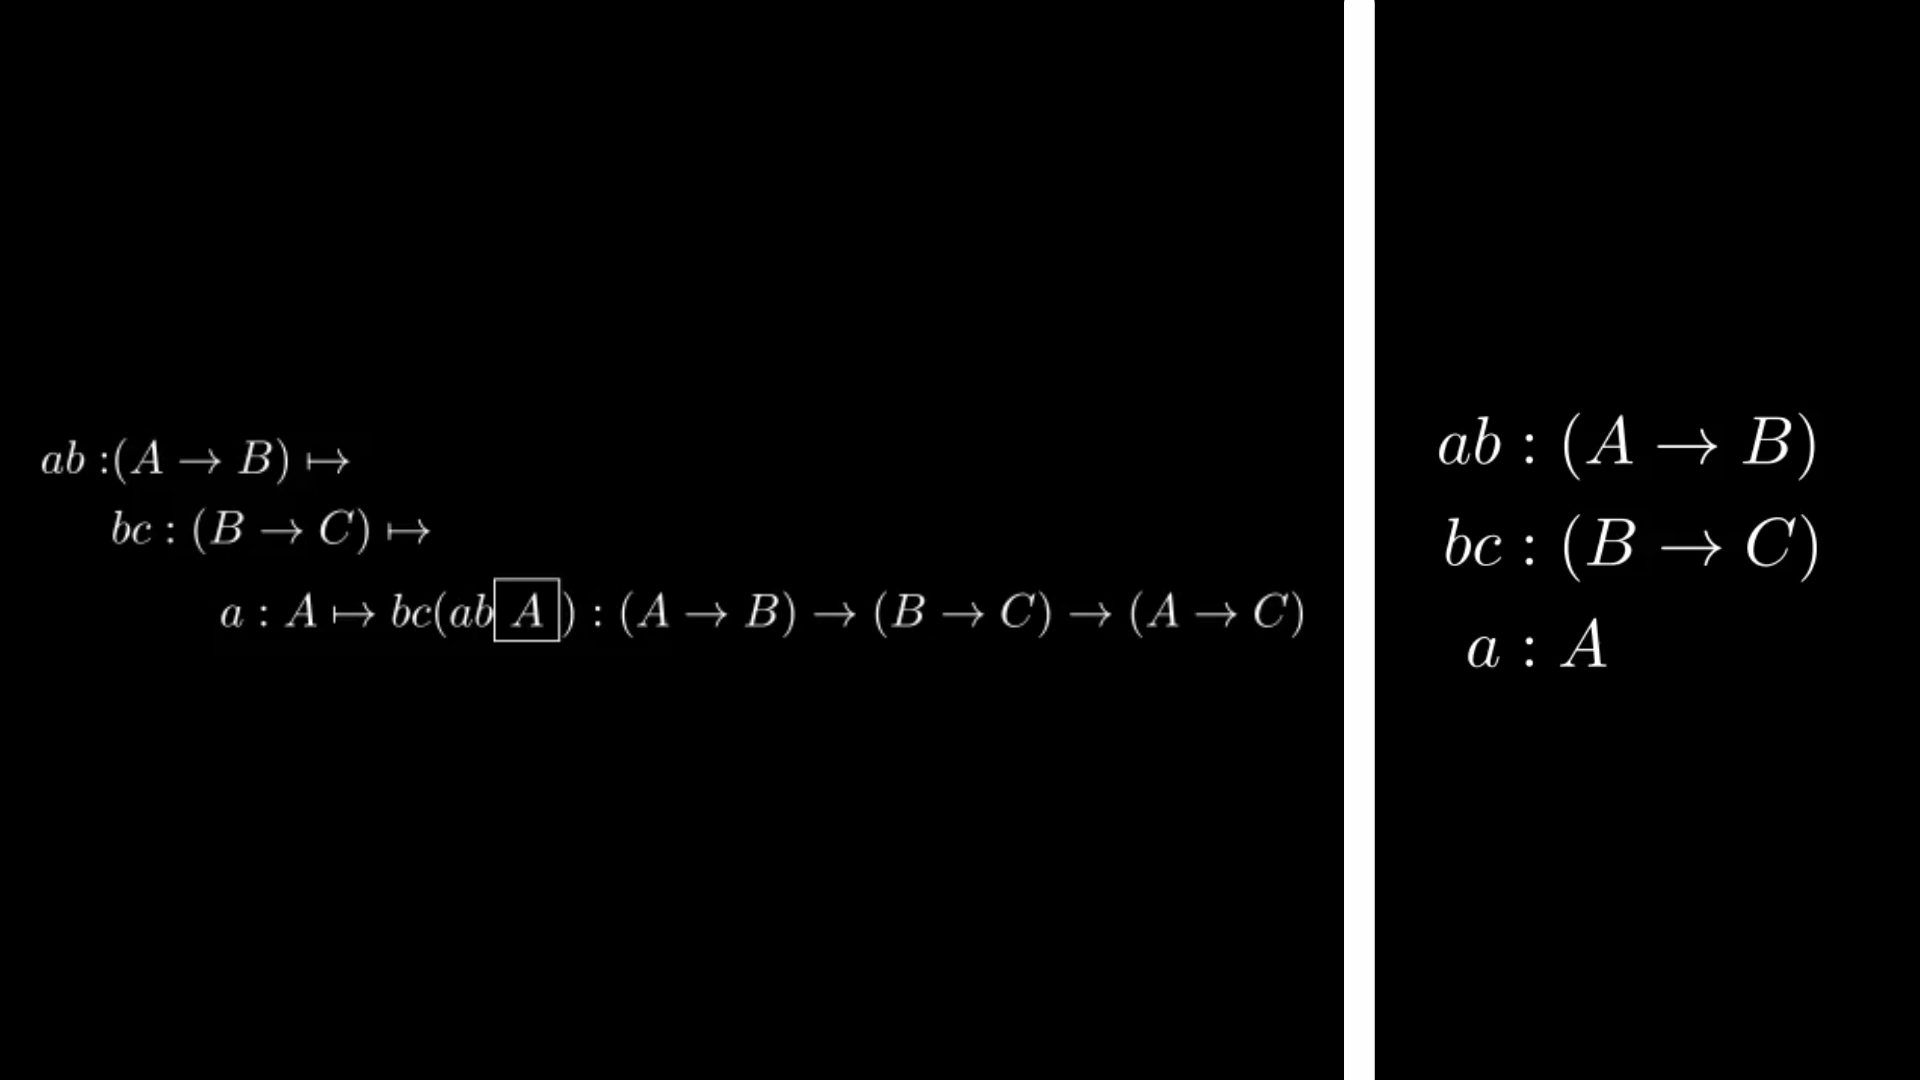 ab :(A → B) ↦
bc : (B → C) ↦
a : A ↦ bc(ab A ) : (A → B) → (B → C) → (A → C)
ab : (A → B)
bc : (B → C)
a : A